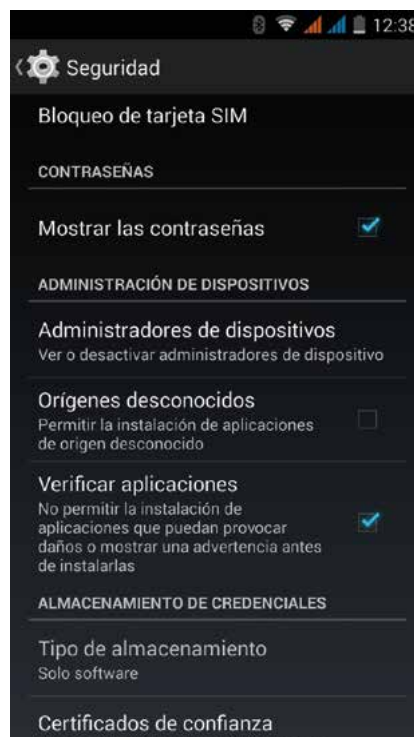 12:38
Seguridad
Bloqueo de tarjeta SIM
CONTRASEÑAS
Mostrar las contraseñas
ADMINISTRACIÓN DE DISPOSITIVOS
Administradores de dispositivos
Ver o desactivar administradores de dispositivo
Orígenes desconocidos
Permitir la instalación de aplicaciones
de origen desconocido
Verificar aplicaciones
No permitir la instalación de
aplicaciones que puedan provocar
daños o mostrar una advertencia antes
de instalarlas
ALMACENAMIENTO DE CREDENCIALES
Tipo de almacenamiento
Solo software
Certificados de confianza